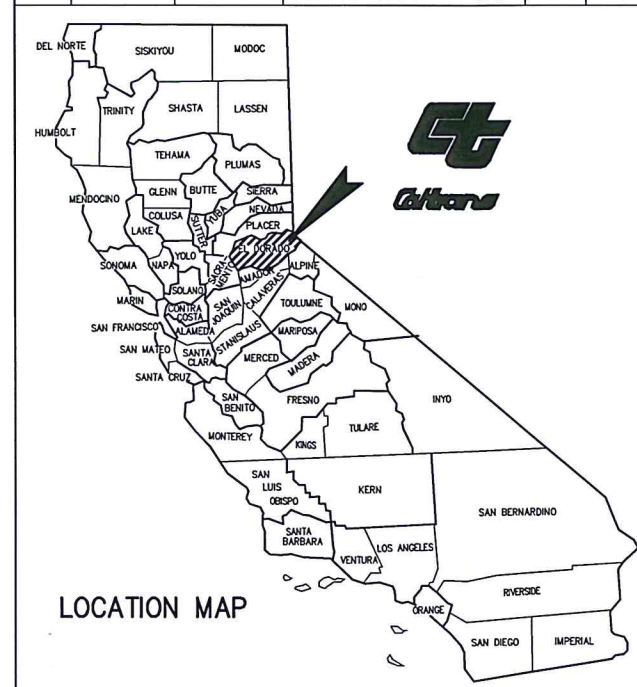 DEL NORTE
SISKIYOU
MODOC
HUMBOLT
TRINITY
SHASTA
LASSEN
TEHAMA
PLUMAS
MENDOCINO
GLENN
BUTTE
SIERRA
COLUSA
SUTTER
YUBA
NEVADA
PLACER
LAKE
EL DORADO
SONOMA
NAPA
YOLO
SACRA-
MENTO
AMADOR
ALPINE
SOLANO
CALAVERAS
MARIN
CONTRA
COSTA
SAN
JOAQUIN
TOULUMNE
MONO
SAN FRANCISCO
ALAMEDA
STANISLAUS
MARIPOSA
SAN MATEO
SANTA
CLARA
MERCED
MADERA
SANTA CRUZ
SAN
BENITO
FRESNO
INYO
MONTEREY
KINGS
TULARE
SAN
LUIS
OBISPO
KERN
SAN BERNARDINO
SANTA
BARBARA
VENTURA
LOS ANGELES
ORANGE
RIVERSIDE
SAN DIEGO
IMPERIAL
LOCATION MAP
ct
Caltrans